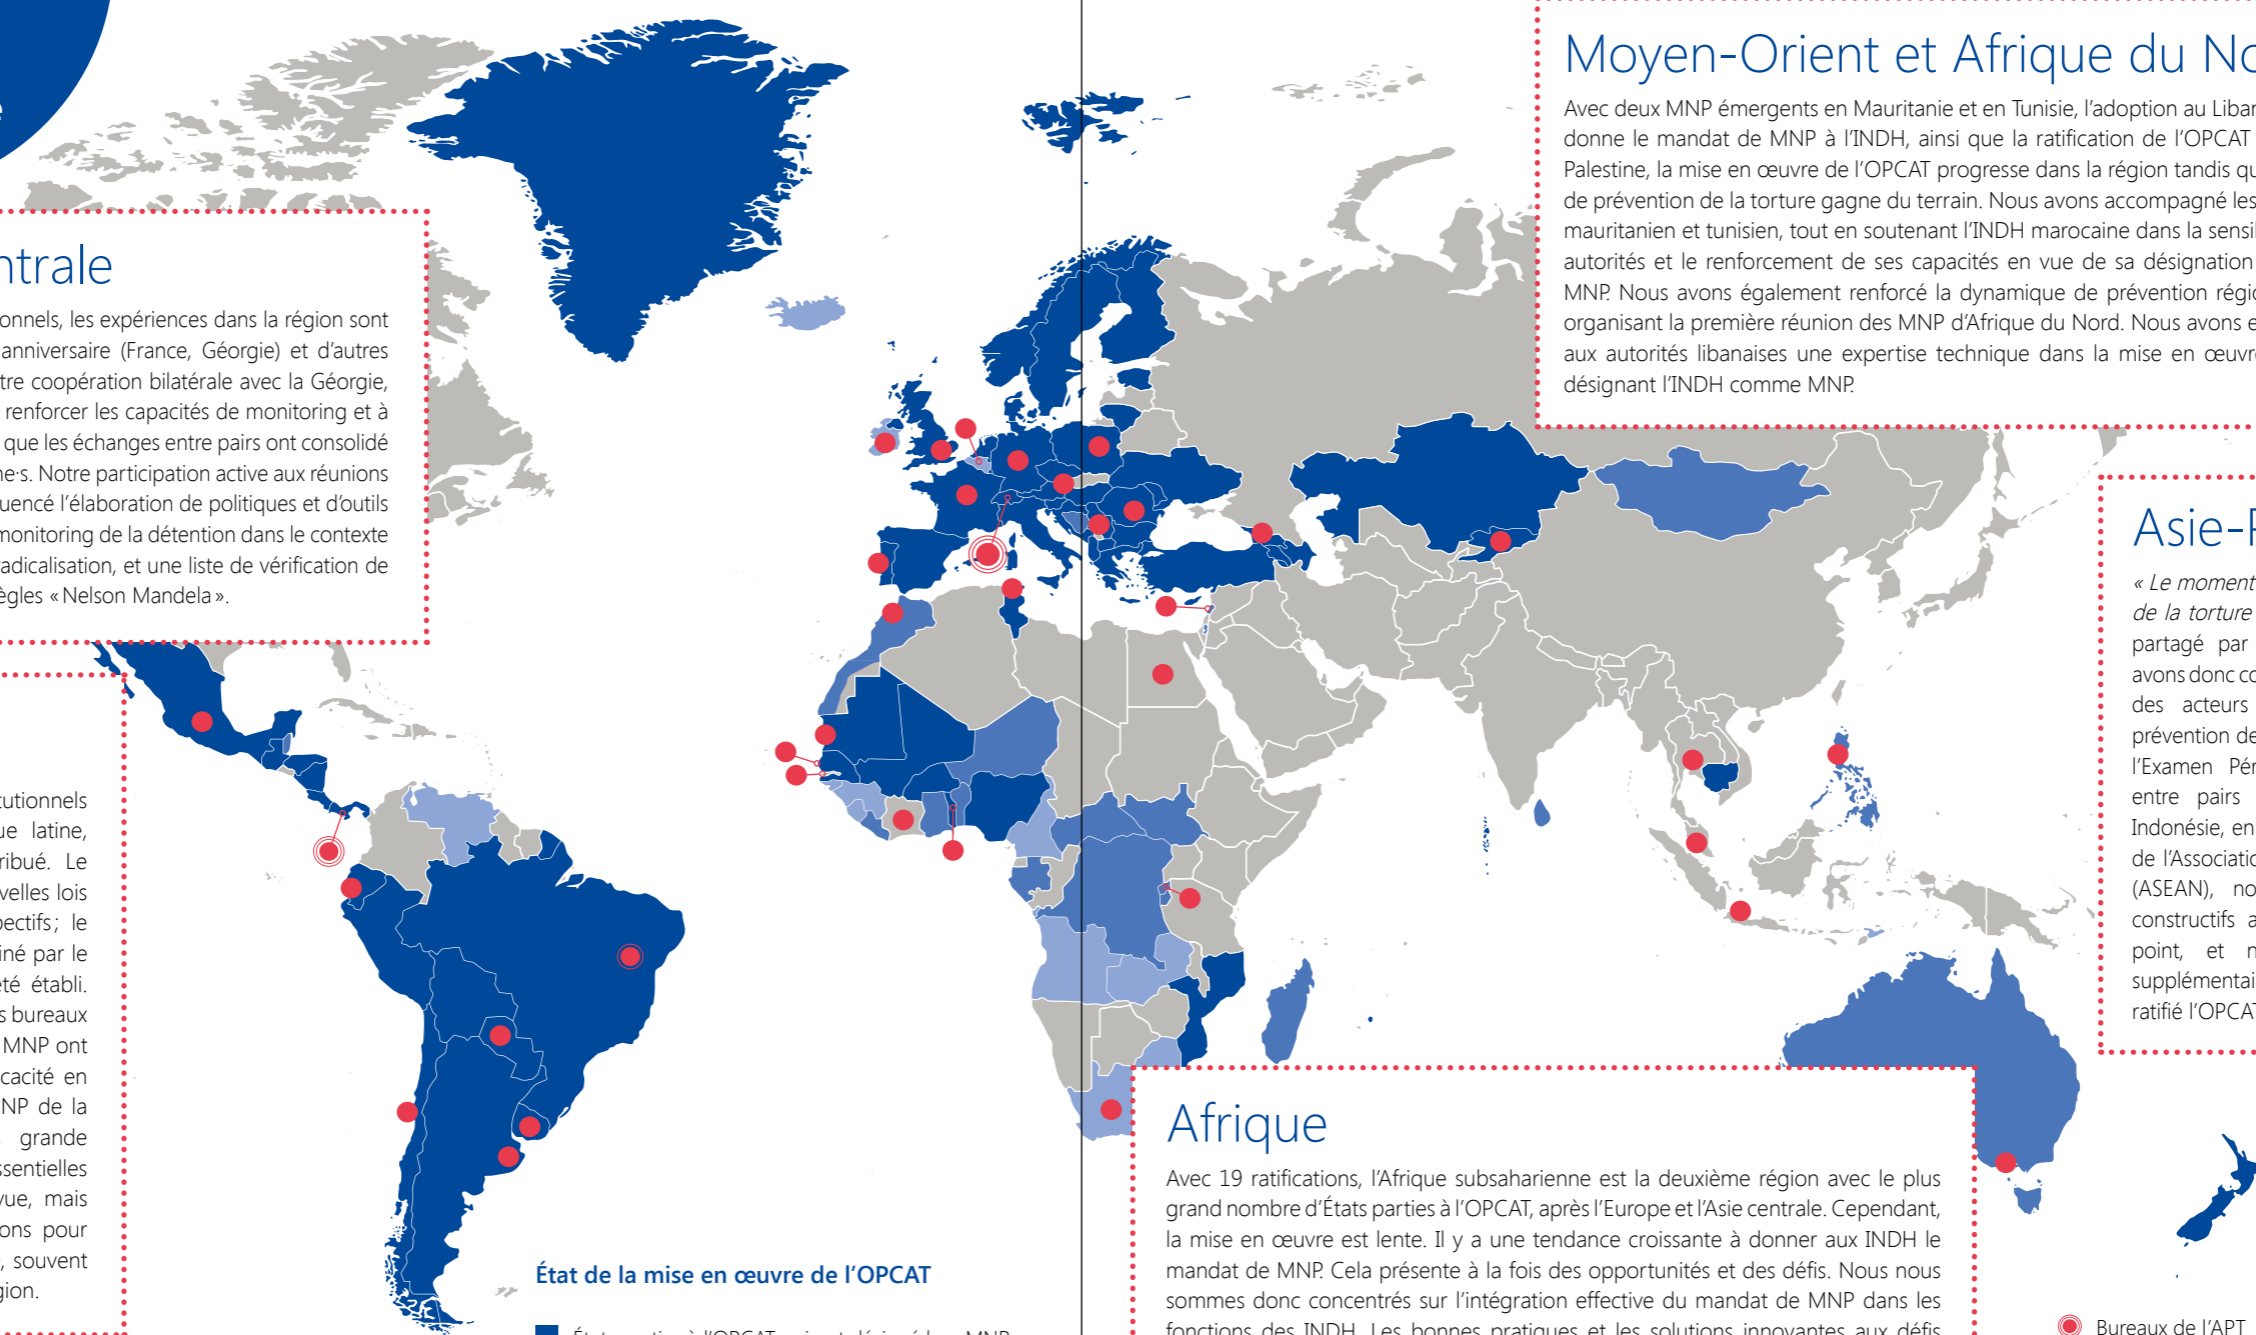 ntrale
onnels, les expériences dans la région sont
anniversaire (France, Géorgie) et d'autres
tre coopération bilatérale avec la Géorgie,
renforcer les capacités de monitoring et à
que les échanges entre pairs ont consolidé
ne·s. Notre participation active aux réunions
uencé l'élaboration de politiques et d'outils
monitoring de la détention dans le contexte
adicalisation, et une liste de vérification de
ègles «Nelson Mandela».
tutionnels
ue latine,
ribué. Le
velles lois
pectifs; le
iné par le
été établi.
s bureaux
MNP ont
cacité en
NP de la
grande
ssentielles
vue, mais
ons pour
, souvent
gion.
État de la mise en œuvre de l'OPCAT
Moyen-Orient et Afrique du No
Avec deux MNP émergents en Mauritanie et en Tunisie, l'adoption au Liban
donne le mandat de MNP à l'INDH, ainsi que la ratification de l'OPCAT
Palestine, la mise en œuvre de l'OPCAT progresse dans la région tandis qu
de prévention de la torture gagne du terrain. Nous avons accompagné les
mauritanien et tunisien, tout en soutenant l'INDH marocaine dans la sensil
autorités et le renforcement de ses capacités en vue de sa désignation
MNP. Nous avons également renforcé la dynamique de prévention régio
organisant la première réunion des MNP d'Afrique du Nord. Nous avons e
aux autorités libanaises une expertise technique dans la mise en œuvre
désignant l'INDH comme MNP.
Asie-P
« Le moment
de la torture
partagé par
avons donc co
des acteurs
prévention de
l'Examen Pér
entre pairs
Indonésie, en
de l'Associatio
(ASEAN), no
constructifs a
point, et n
supplémentai
ratifié l'OPCAT
Afrique
Avec 19 ratifications, l'Afrique subsaharienne est la deuxième région avec le plus
grand nombre d'États parties à l'OPCAT, après l'Europe et l'Asie centrale. Cependant,
la mise en œuvre est lente. Il y a une tendance croissante à donner aux INDH le
mandat de MNP. Cela présente à la fois des opportunités et des défis. Nous nous
sommes donc concentrés sur l'intégration effective du mandat de MNP dans les
fonctions des INDH. Les bonnes pratiques et les solutions innovantes aux défis
Bureaux de l'APT